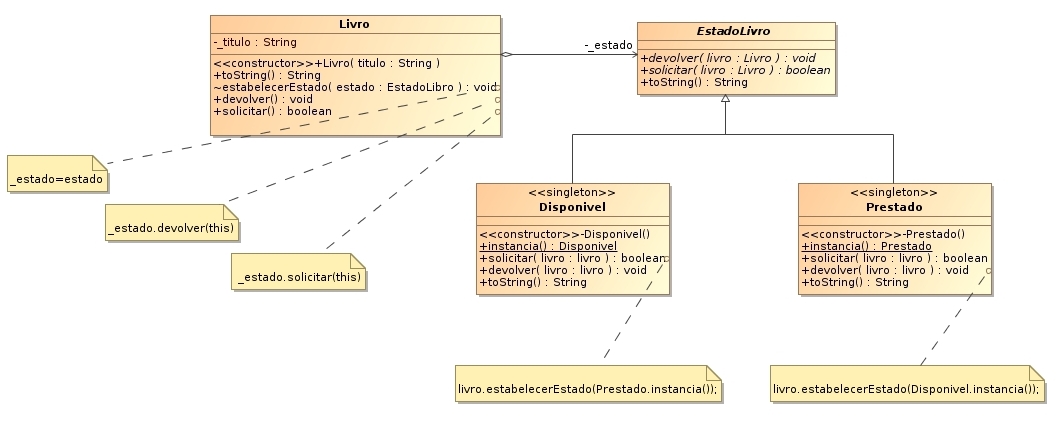 Livro
-_titulo : String
<<constructor>>+Livro( titulo : String )
+toString() : String
~estabelecerEstado( estado : EstadoLibro ) : void
+devolver() : void
+solicitar() : boolean
-_estado
EstadoLivro
+devolver( livro : Livro ) : void
+solicitar( livro : Livro ) : boolean
+toString() : String
_estado=estado
_estado.devolver(this)
_estado.solicitar(this)
<<singleton>>
Disponivel
<<constructor>>-Disponivel()
+instancia() : Disponivel
+solicitar( livro : livro ) : boolean
+devolver( livro : livro ) : void
+toString() : String
<<singleton>>
Prestado
<<constructor>>-Prestado()
+instancia() : Prestado
+solicitar( livro : livro ) : boolean
+devolver( livro : livro ) : void
+toString() : String
livro.estabelecerEstado(Prestado.instancia());
livro.estabelecerEstado(Disponivel.instancia());